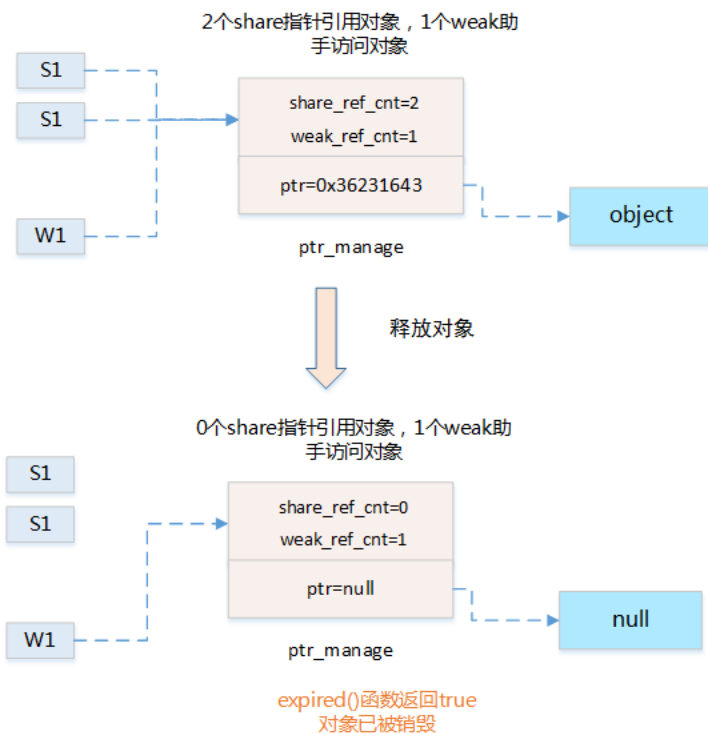 2个share指针引用对象，1个weak助
手访问对象
S1
S1
share_ref_cnt=2
weak_ref_cnt=1
ptr=0x36231643
W1
object
ptr_manage
释放对象
0个share指针引用对象，1个weak助
手访问对象
S1
S1
share_ref_cnt=0
weak_ref_cnt=1
ptr=null
W1
null
ptr_manage
expired()函数返回true
对象已被销毁